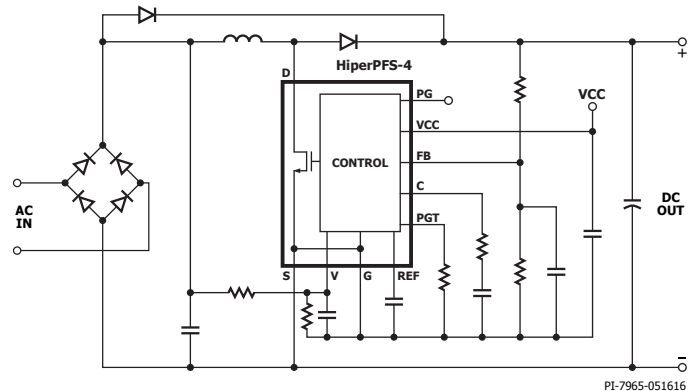 HiperPFS-4
D
PG
VCC
VCC
CONTROL
FB
C
PGT
AC
IN
DC
OUT
+
S
V
G
REF
−
PI-7965-051616